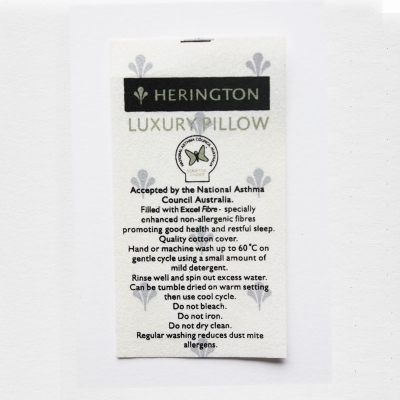 HERINGTON
LUXURY PILLOW
NATIONAL ASTHMA COUNCIL AUSTRALIA
Accepted by the National Asthma
Council Australia.
Filled with Excel Fibre - specially
enhanced non-allergenic fibres
promoting good health and restful sleep.
Quality cotton cover.
Hand or machine wash up to 60°C on
gentle cycle using a small amount of
mild detergent.
Rinse well and spin out excess water.
Can be tumble dried on warm setting
then use cool cycle.
Do not bleach.
Do not iron.
Do not dry clean.
Regular washing reduces dust mite
allergens.